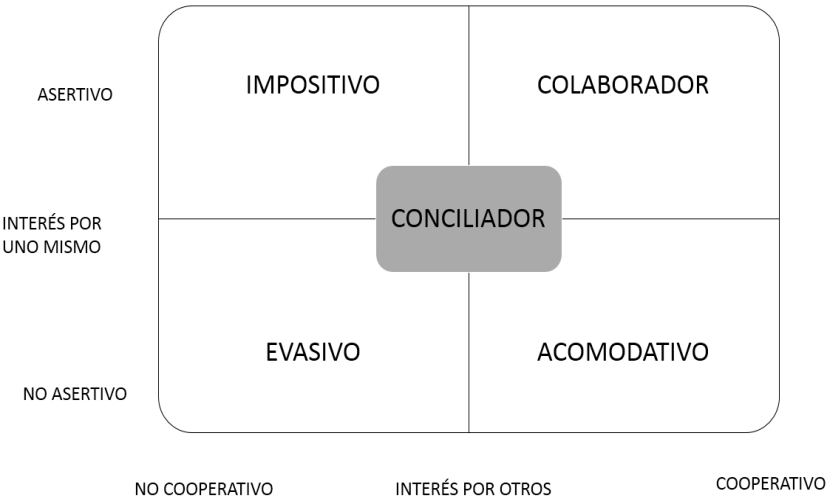 IMPOSITIVO
COLABORADOR
ASERTIVO
CONCILIADOR
INTERÉS POR
UNO MISMO
EVASIVO
ACOMODATIVO
NO ASERTIVO
NO COOPERATIVO
INTERÉS POR OTROS
COOPERATIVO